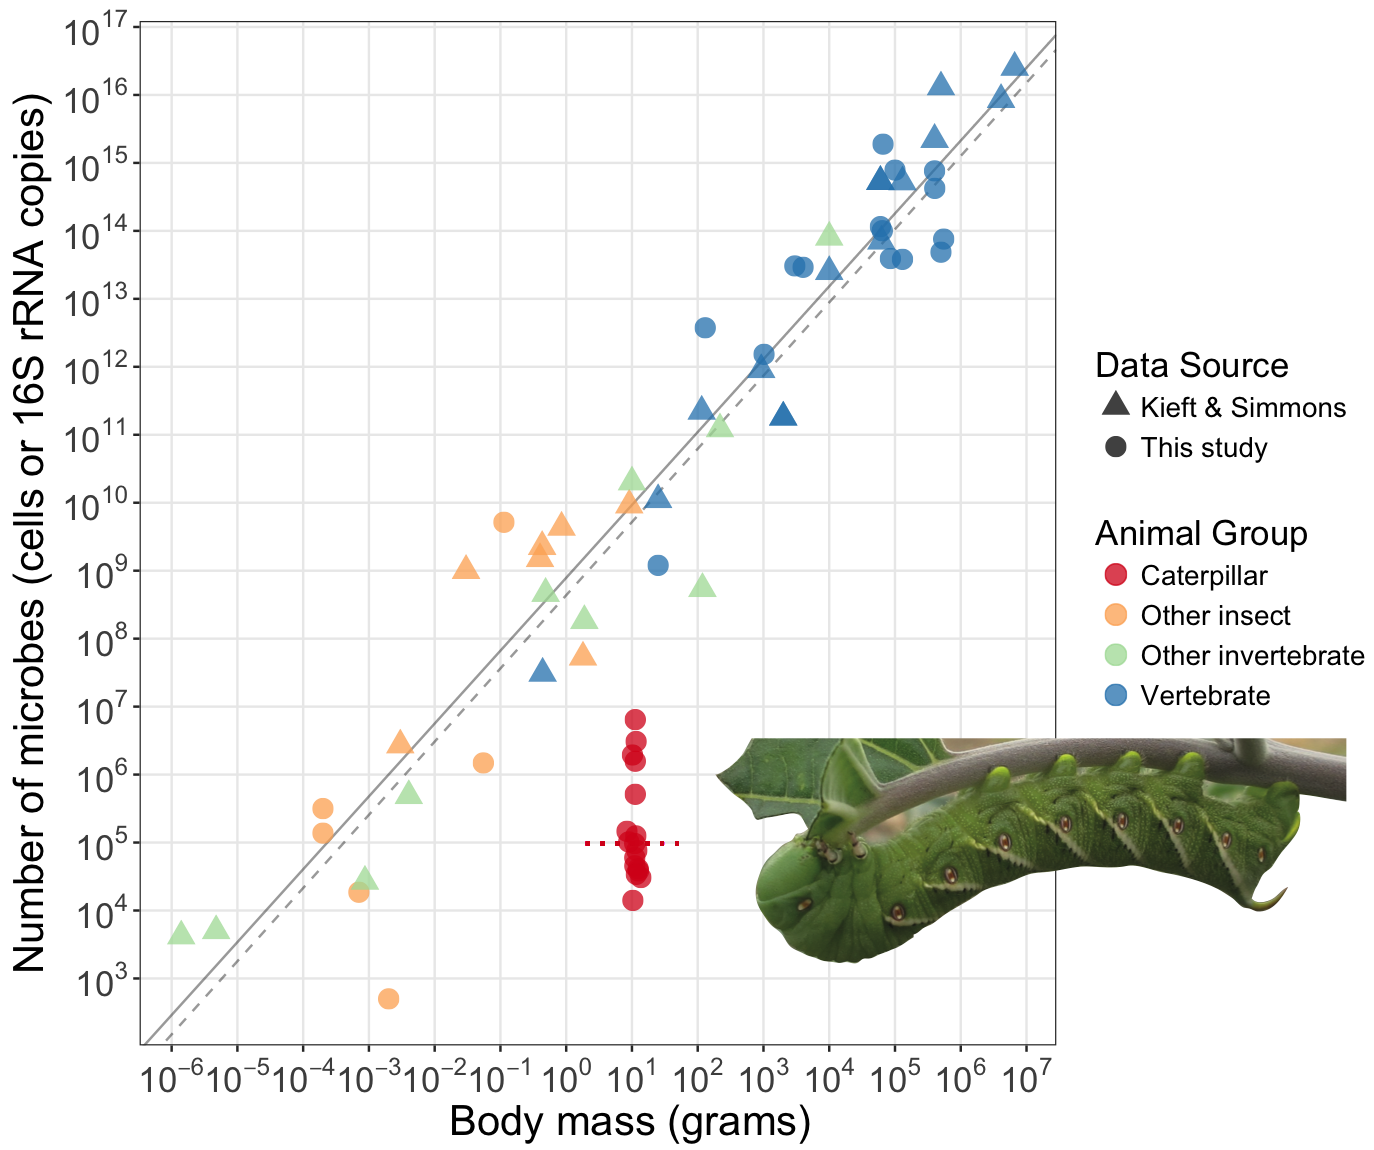 Number of microbes (cells or 16S rRNA copies)
10^17
10^16
10^15
10^14
10^13
10^12
10^11
10^10
10^9
10^8
10^7
10^6
10^5
10^4
10^3
10^−6 10^−5 10^−4 10^−3 10^−2 10^−1 10^0 10^1 10^2 10^3 10^4 10^5 10^6 10^7
Body mass (grams)
Data Source
Kieft & Simmons
This study
Animal Group
Caterpillar
Other insect
Other invertebrate
Vertebrate